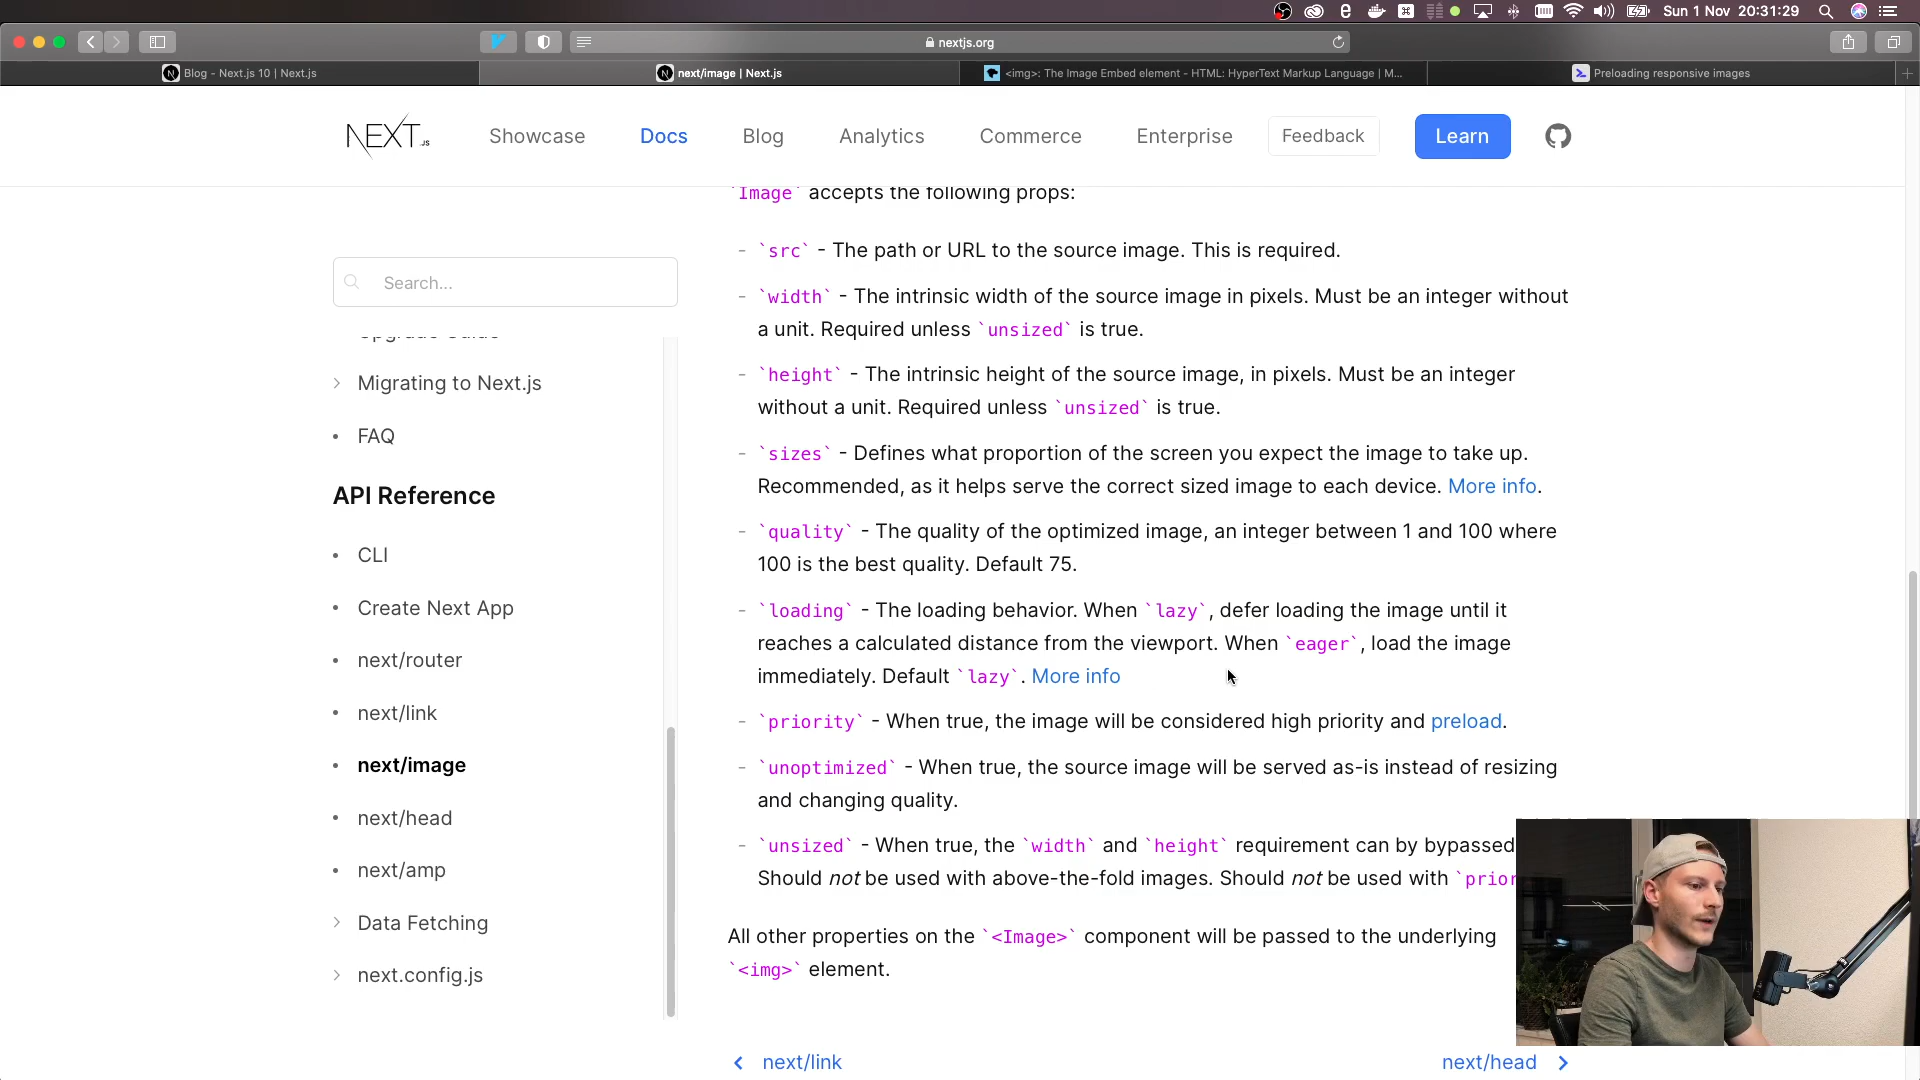 Sun 1 Nov 20:31:29
nextjs.org
Blog - Next.js 10 | Next.js
next/image | Next.js
<img>: The Image Embed element - HTML: HyperText Markup Language | M...
Preloading responsive images
NEXT.JS
Showcase
Docs
Blog
Analytics
Commerce
Enterprise
Feedback
Learn
Search...
Upgrade Guide
Migrating to Next.js
FAQ
API Reference
CLI
Create Next App
next/router
next/link
next/image
next/head
next/amp
Data Fetching
next.config.js
`Image` accepts the following props:
- `src` - The path or URL to the source image. This is required.
- `width` - The intrinsic width of the source image in pixels. Must be an integer without
a unit. Required unless `unsized` is true.
- `height` - The intrinsic height of the source image, in pixels. Must be an integer
without a unit. Required unless `unsized` is true.
- `sizes` - Defines what proportion of the screen you expect the image to take up.
Recommended, as it helps serve the correct sized image to each device. More info.
- `quality` - The quality of the optimized image, an integer between 1 and 100 where
100 is the best quality. Default 75.
- `loading` - The loading behavior. When `lazy`, defer loading the image until it
reaches a calculated distance from the viewport. When `eager`, load the image
immediately. Default `lazy`. More info
- `priority` - When true, the image will be considered high priority and preload.
- `unoptimized` - When true, the source image will be served as-is instead of resizing
and changing quality.
- `unsized` - When true, the `width` and `height` requirement can by bypassed
Should not be used with above-the-fold images. Should not be used with `prior
All other properties on the `<Image>` component will be passed to the underlying
`<img>` element.
next/link
next/head